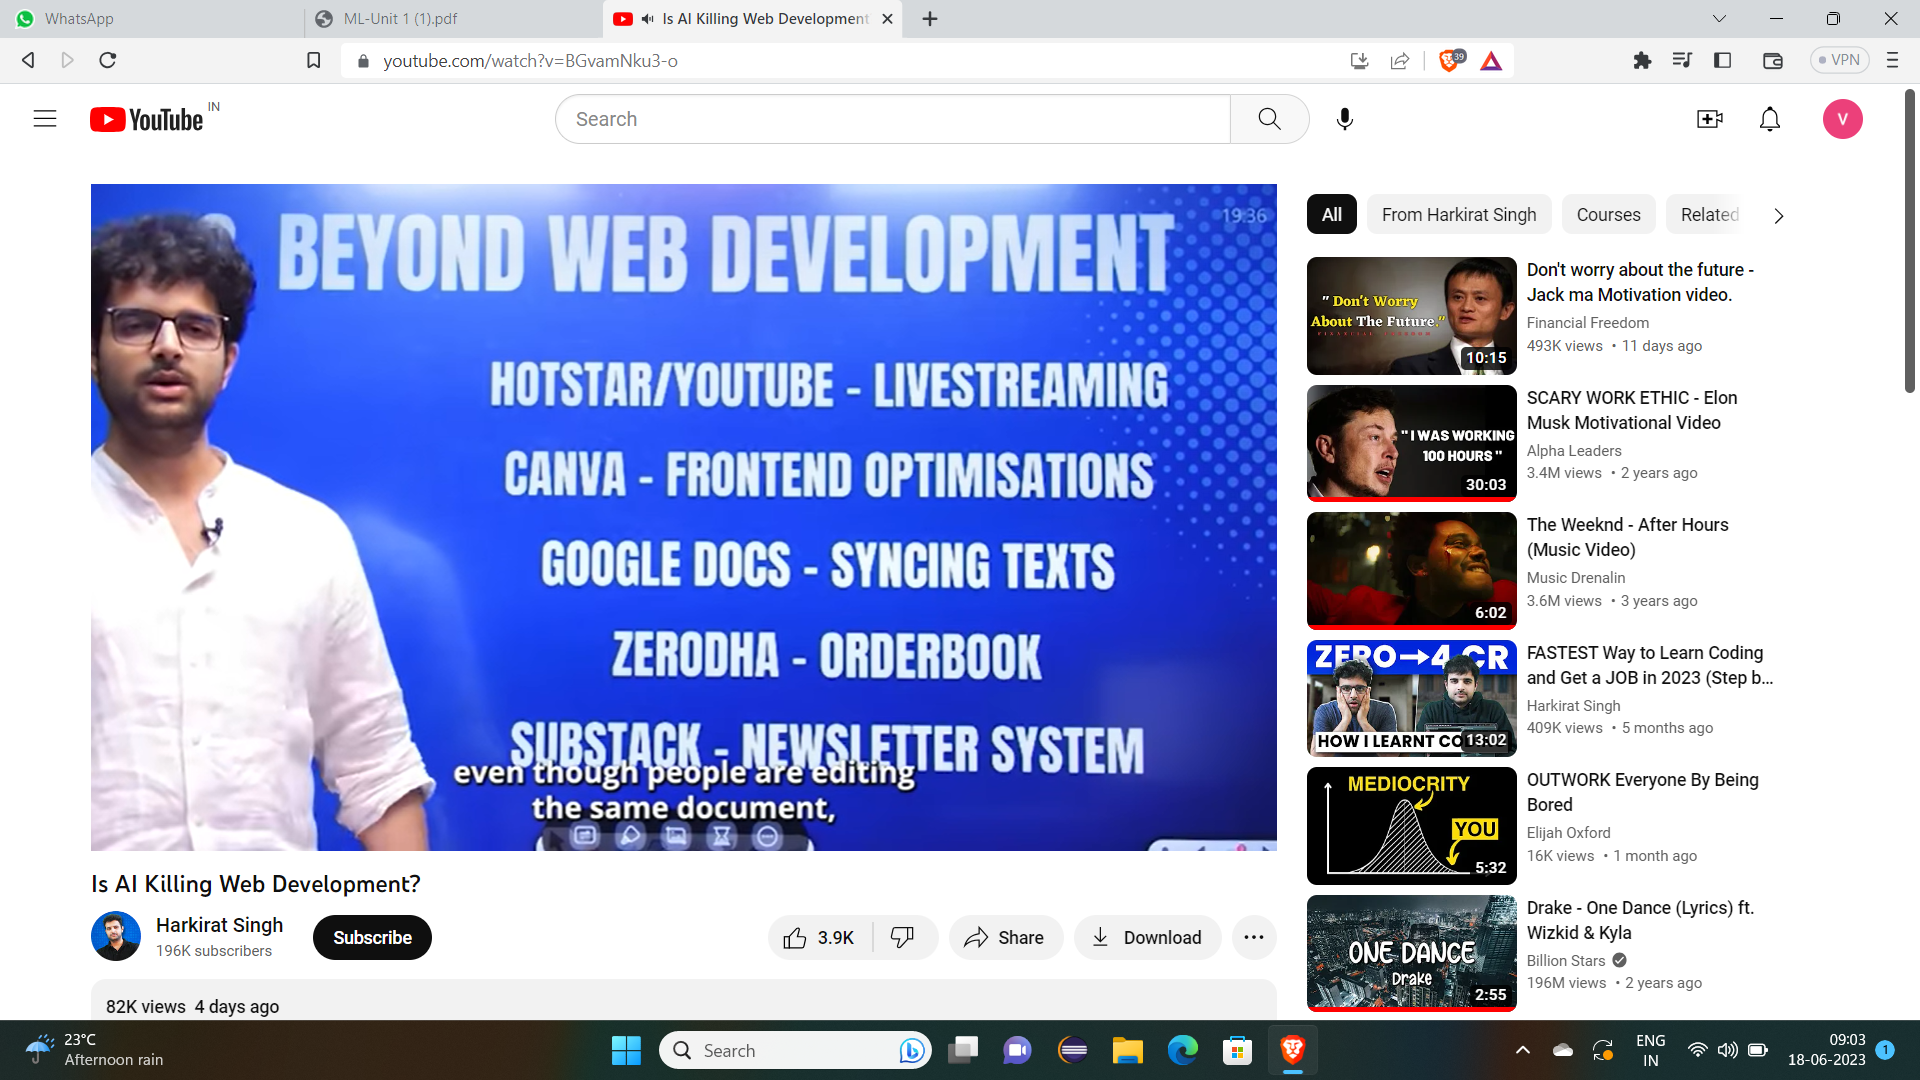 WhatsApp
ML-Unit 1 (1).pdf
Is AI Killing Web Development
youtube.com/watch?v=BGvamNku3-o
39
VPN
YouTube IN
Search
V
BEYOND WEB DEVELOPMENT
19:36
HOTSTAR/YOUTUBE - LIVESTREAMING
CANVA - FRONTEND OPTIMISATIONS
GOOGLE DOCS - SYNCING TEXTS
ZERODHA - ORDERBOOK
SUBSTACK - NEWSLETTER SYSTEM
even though people are editing
the same document,
Is AI Killing Web Development?
Harkirat Singh
196K subscribers
Subscribe
3.9K
Share
Download
82K views 4 days ago
All
From Harkirat Singh
Courses
Related
" Don't Worry
About The Future."
10:15
Don't worry about the future -
Jack ma Motivation video.
Financial Freedom
493K views • 11 days ago
" I WAS WORKING
100 HOURS "
30:03
SCARY WORK ETHIC - Elon
Musk Motivational Video
Alpha Leaders
3.4M views • 2 years ago
6:02
The Weeknd - After Hours
(Music Video)
Music Drenalin
3.6M views • 3 years ago
ZERO→4 CR
HOW I LEARNT CO
13:02
FASTEST Way to Learn Coding
and Get a JOB in 2023 (Step b...
Harkirat Singh
409K views • 5 months ago
MEDIOCRITY
YOU
5:32
OUTWORK Everyone By Being
Bored
Elijah Oxford
16K views • 1 month ago
ONE DANCE
Drake
2:55
Drake - One Dance (Lyrics) ft.
Wizkid & Kyla
Billion Stars
196M views • 2 years ago
23°C
Afternoon rain
Search
ENG
IN
09:03
18-06-2023
1